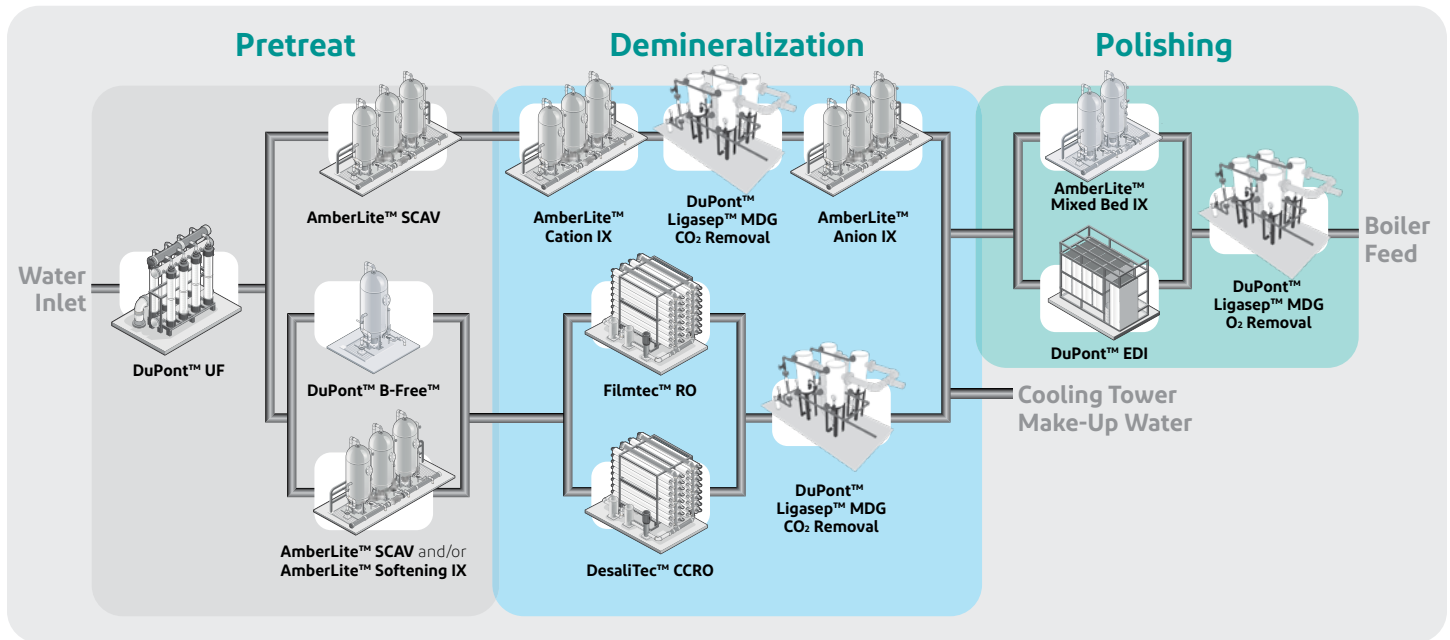 Pretreat
Demineralization
Polishing
AmberLite™ SCAV
AmberLite™
Cation IX
DuPont™
Ligasep™ MDG
CO₂ Removal
AmberLite™
Anion IX
AmberLite™
Mixed Bed IX
Boiler
Feed
Water
Inlet
DuPont™ UF
DuPont™ B-Free™
Filmtec™ RO
DuPont™ EDI
DuPont™
Ligasep™ MDG
O₂ Removal
Cooling Tower
Make-Up Water
DuPont™
Ligasep™ MDG
CO₂ Removal
AmberLite™ SCAV and/or
AmberLite™ Softening IX
DesaliTec™ CCRO